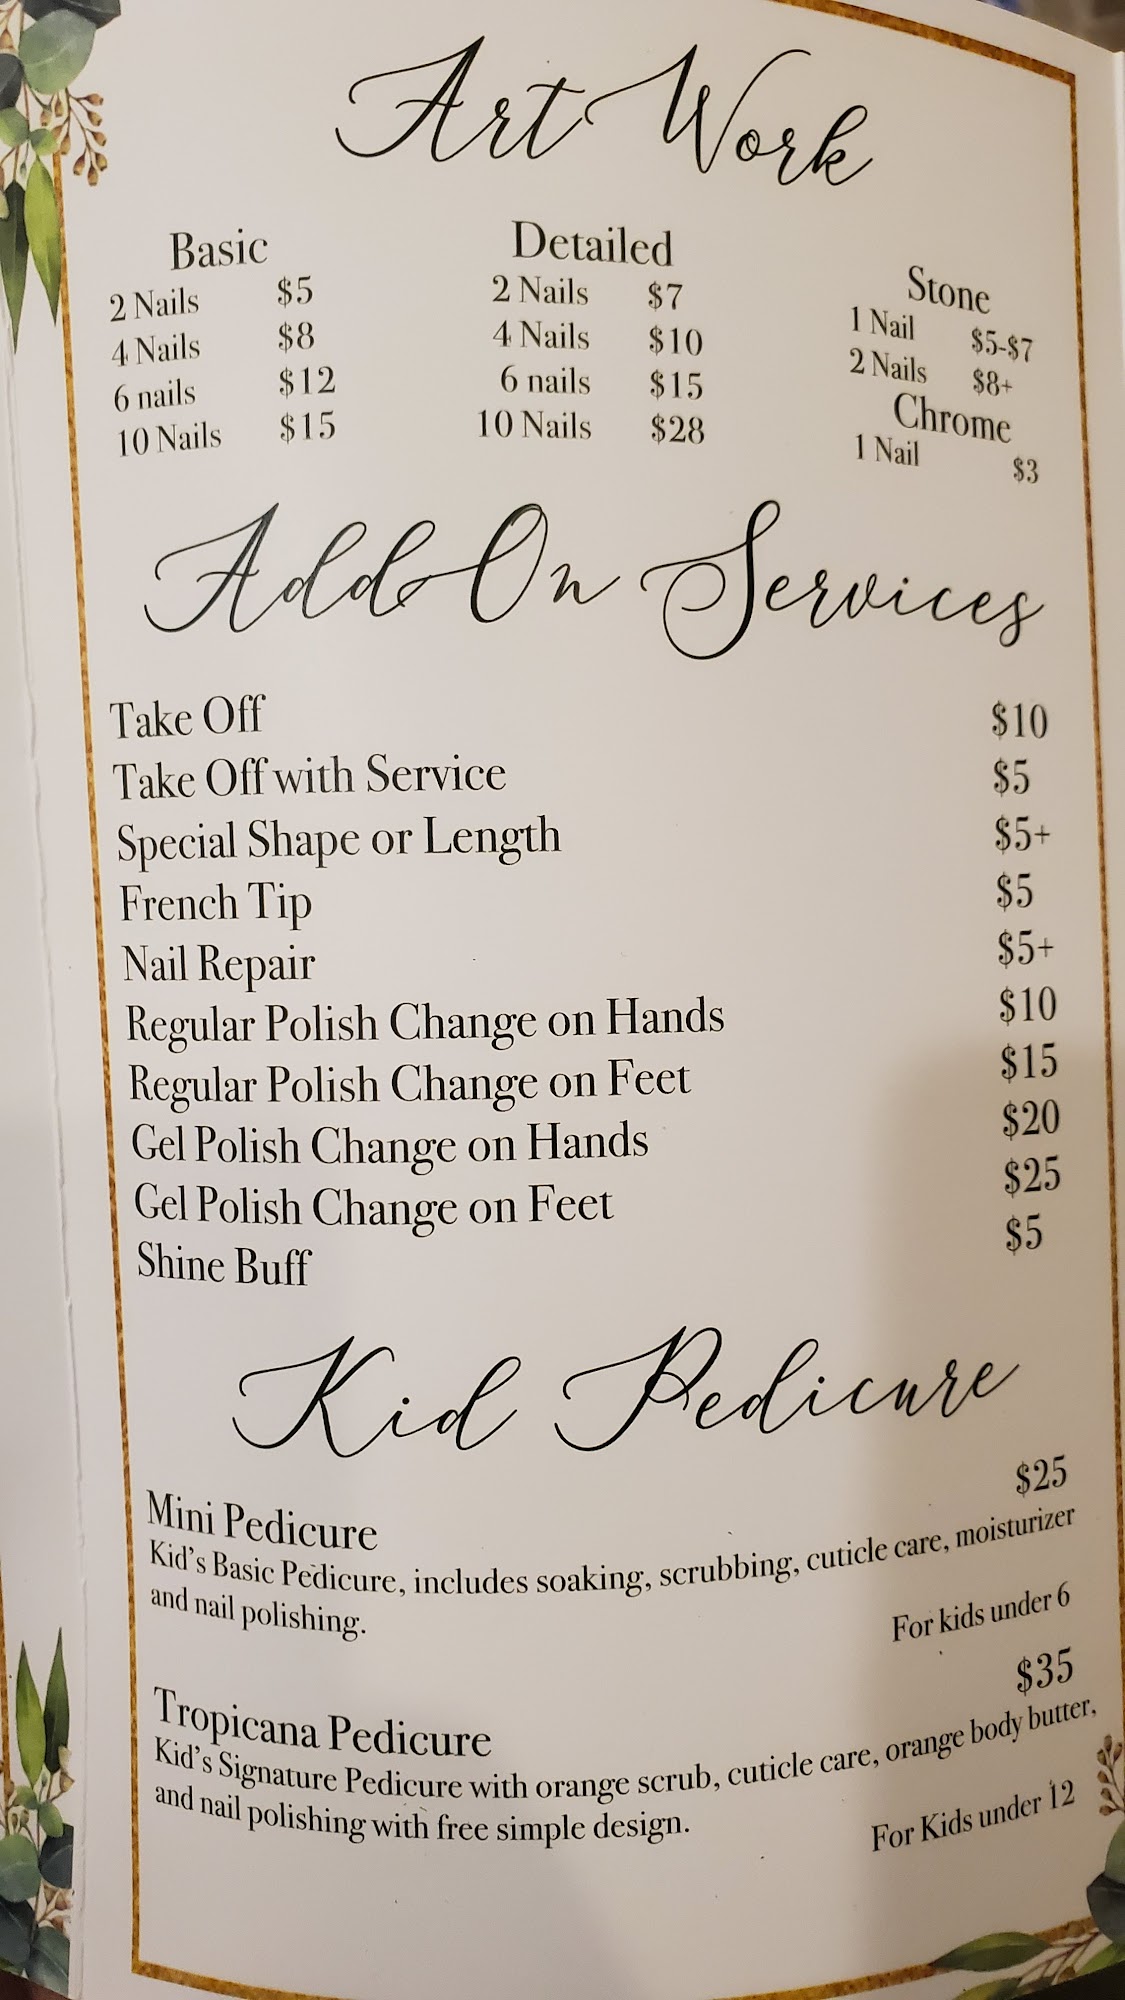 Art Work
Basic
2 Nails $5
4 Nails $8
6 nails $12
10 Nails $15
Detailed
2 Nails $7
4 Nails $10
6 nails $15
10 Nails $28
Stone
1 Nail $5-$7
2 Nails $8+
Chrome
1 Nail $3
Add On Services
Take Off $10
Take Off with Service $5
Special Shape or Length $5+
French Tip $5
Nail Repair $5+
Regular Polish Change on Hands $10
Regular Polish Change on Feet $15
Gel Polish Change on Hands $20
Gel Polish Change on Feet $25
Shine Buff $5
Kid Pedicure
Mini Pedicure $25
Kid's Basic Pedicure, includes soaking, scrubbing, cuticle care, moisturizer
and nail polishing.
For kids under 6
Tropicana Pedicure $35
Kid's Signature Pedicure with orange scrub, cuticle care, orange body butter,
and nail polishing with free simple design.
For Kids under 12